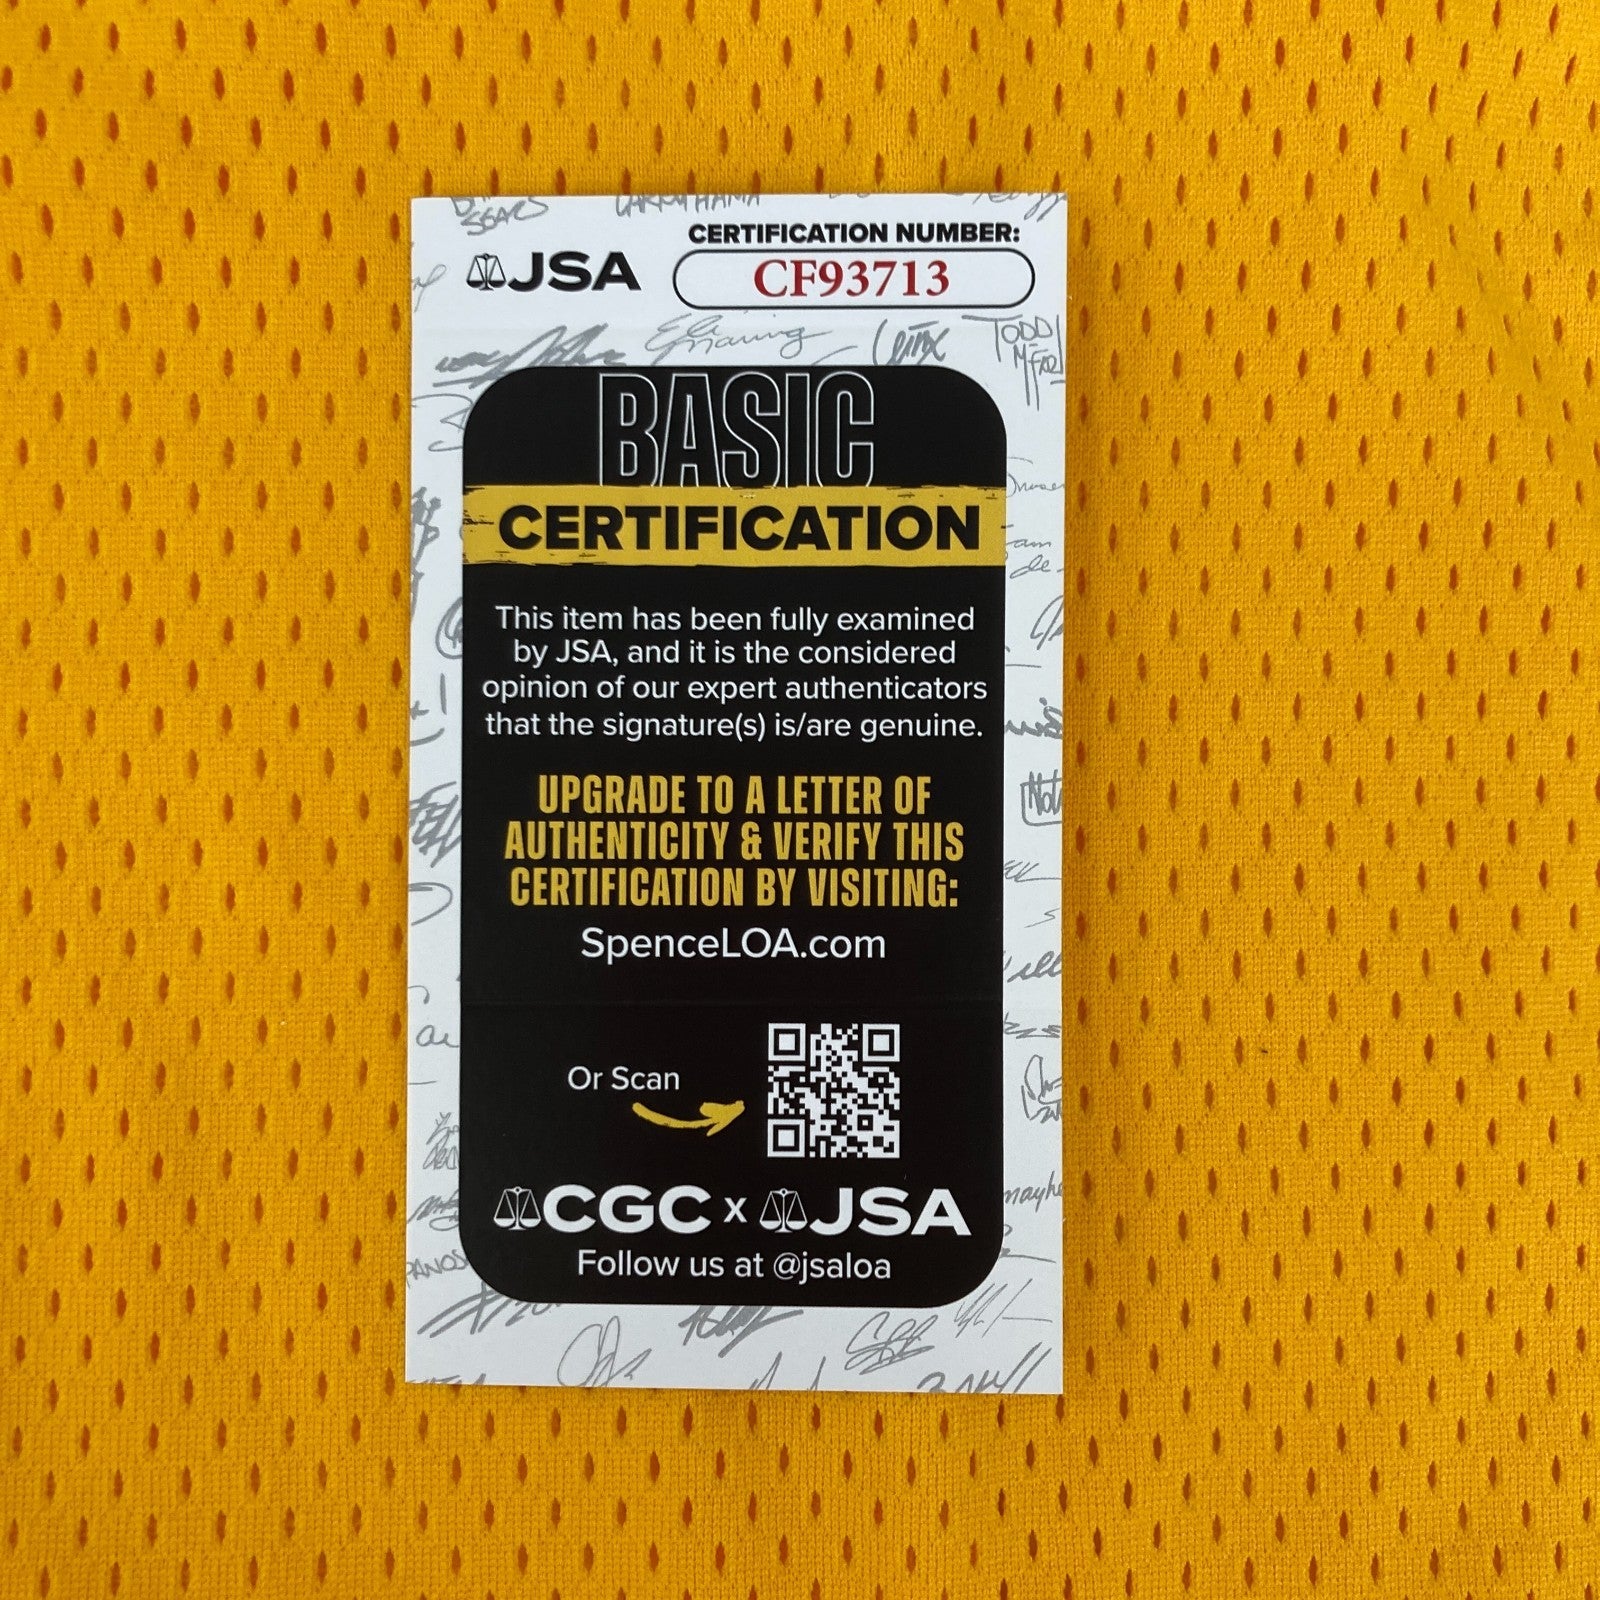 CERTIFICATION NUMBER:
JSA
CF93713
BASIC
CERTIFICATION
This item has been fully examined
by JSA, and it is the considered
opinion of our expert authenticators
that the signature(s) is/are genuine.
UPGRADE TO A LETTER OF
AUTHENTICITY & VERIFY THIS
CERTIFICATION BY VISITING:
SpenceLOA.com
Or Scan
CGC x JSA
Follow us at @jsaloa